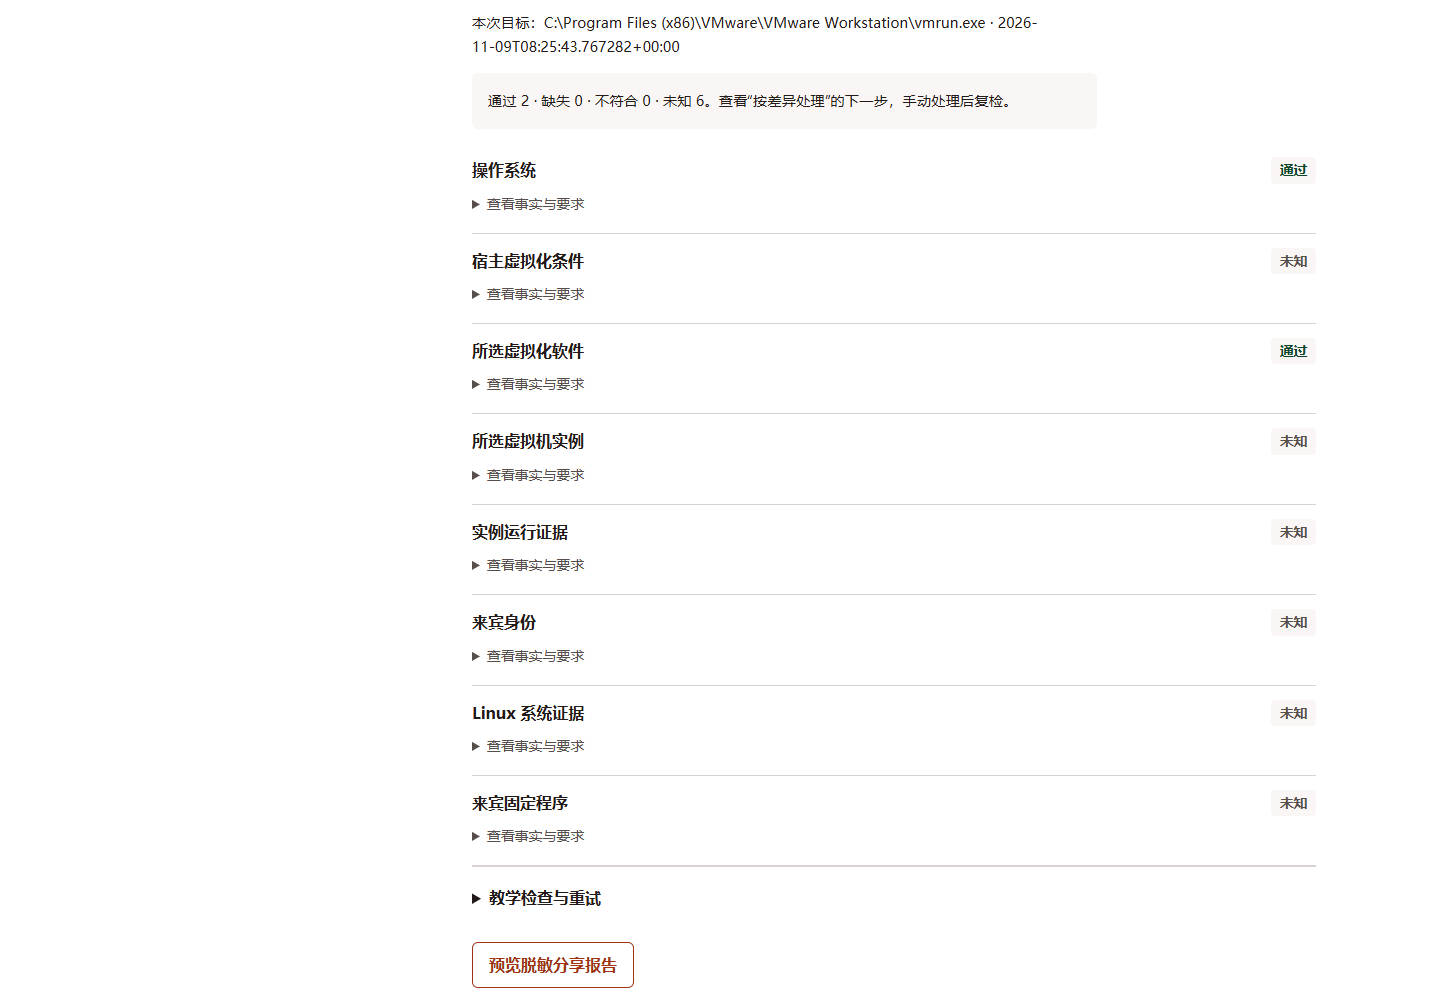 本次目标：C:\Program Files (x86)\VMware\VMware Workstation\vmrun.exe · 2026-
11-09T08:25:43.767282+00:00
通过 2 · 缺失 0 · 不符合 0 · 未知 6。查看“按差异处理”的下一步，手动处理后复检。
操作系统 通过
查看事实与要求
宿主虚拟化条件 未知
查看事实与要求
所选虚拟化软件 通过
查看事实与要求
所选虚拟机实例 未知
查看事实与要求
实例运行证据 未知
查看事实与要求
来宾身份 未知
查看事实与要求
Linux 系统证据 未知
查看事实与要求
来宾固定程序 未知
查看事实与要求
教学检查与重试
预览脱敏分享报告